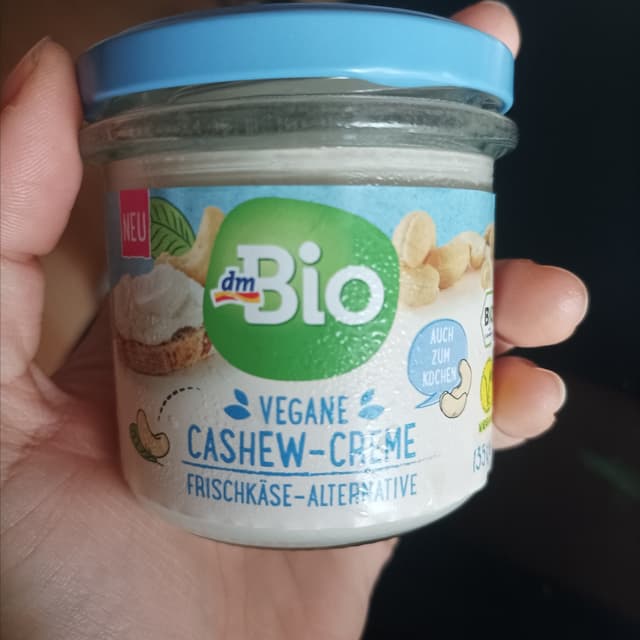 NEU
dm
Bio
AUCH
ZUM
KOCHEN
VEGANE
CASHEW-CREME
FRISCHKÄSE-ALTERNATIVE